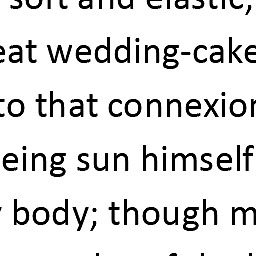 soft and elastic,
eat wedding-cake
to that connexion
eing sun himself
body; though m